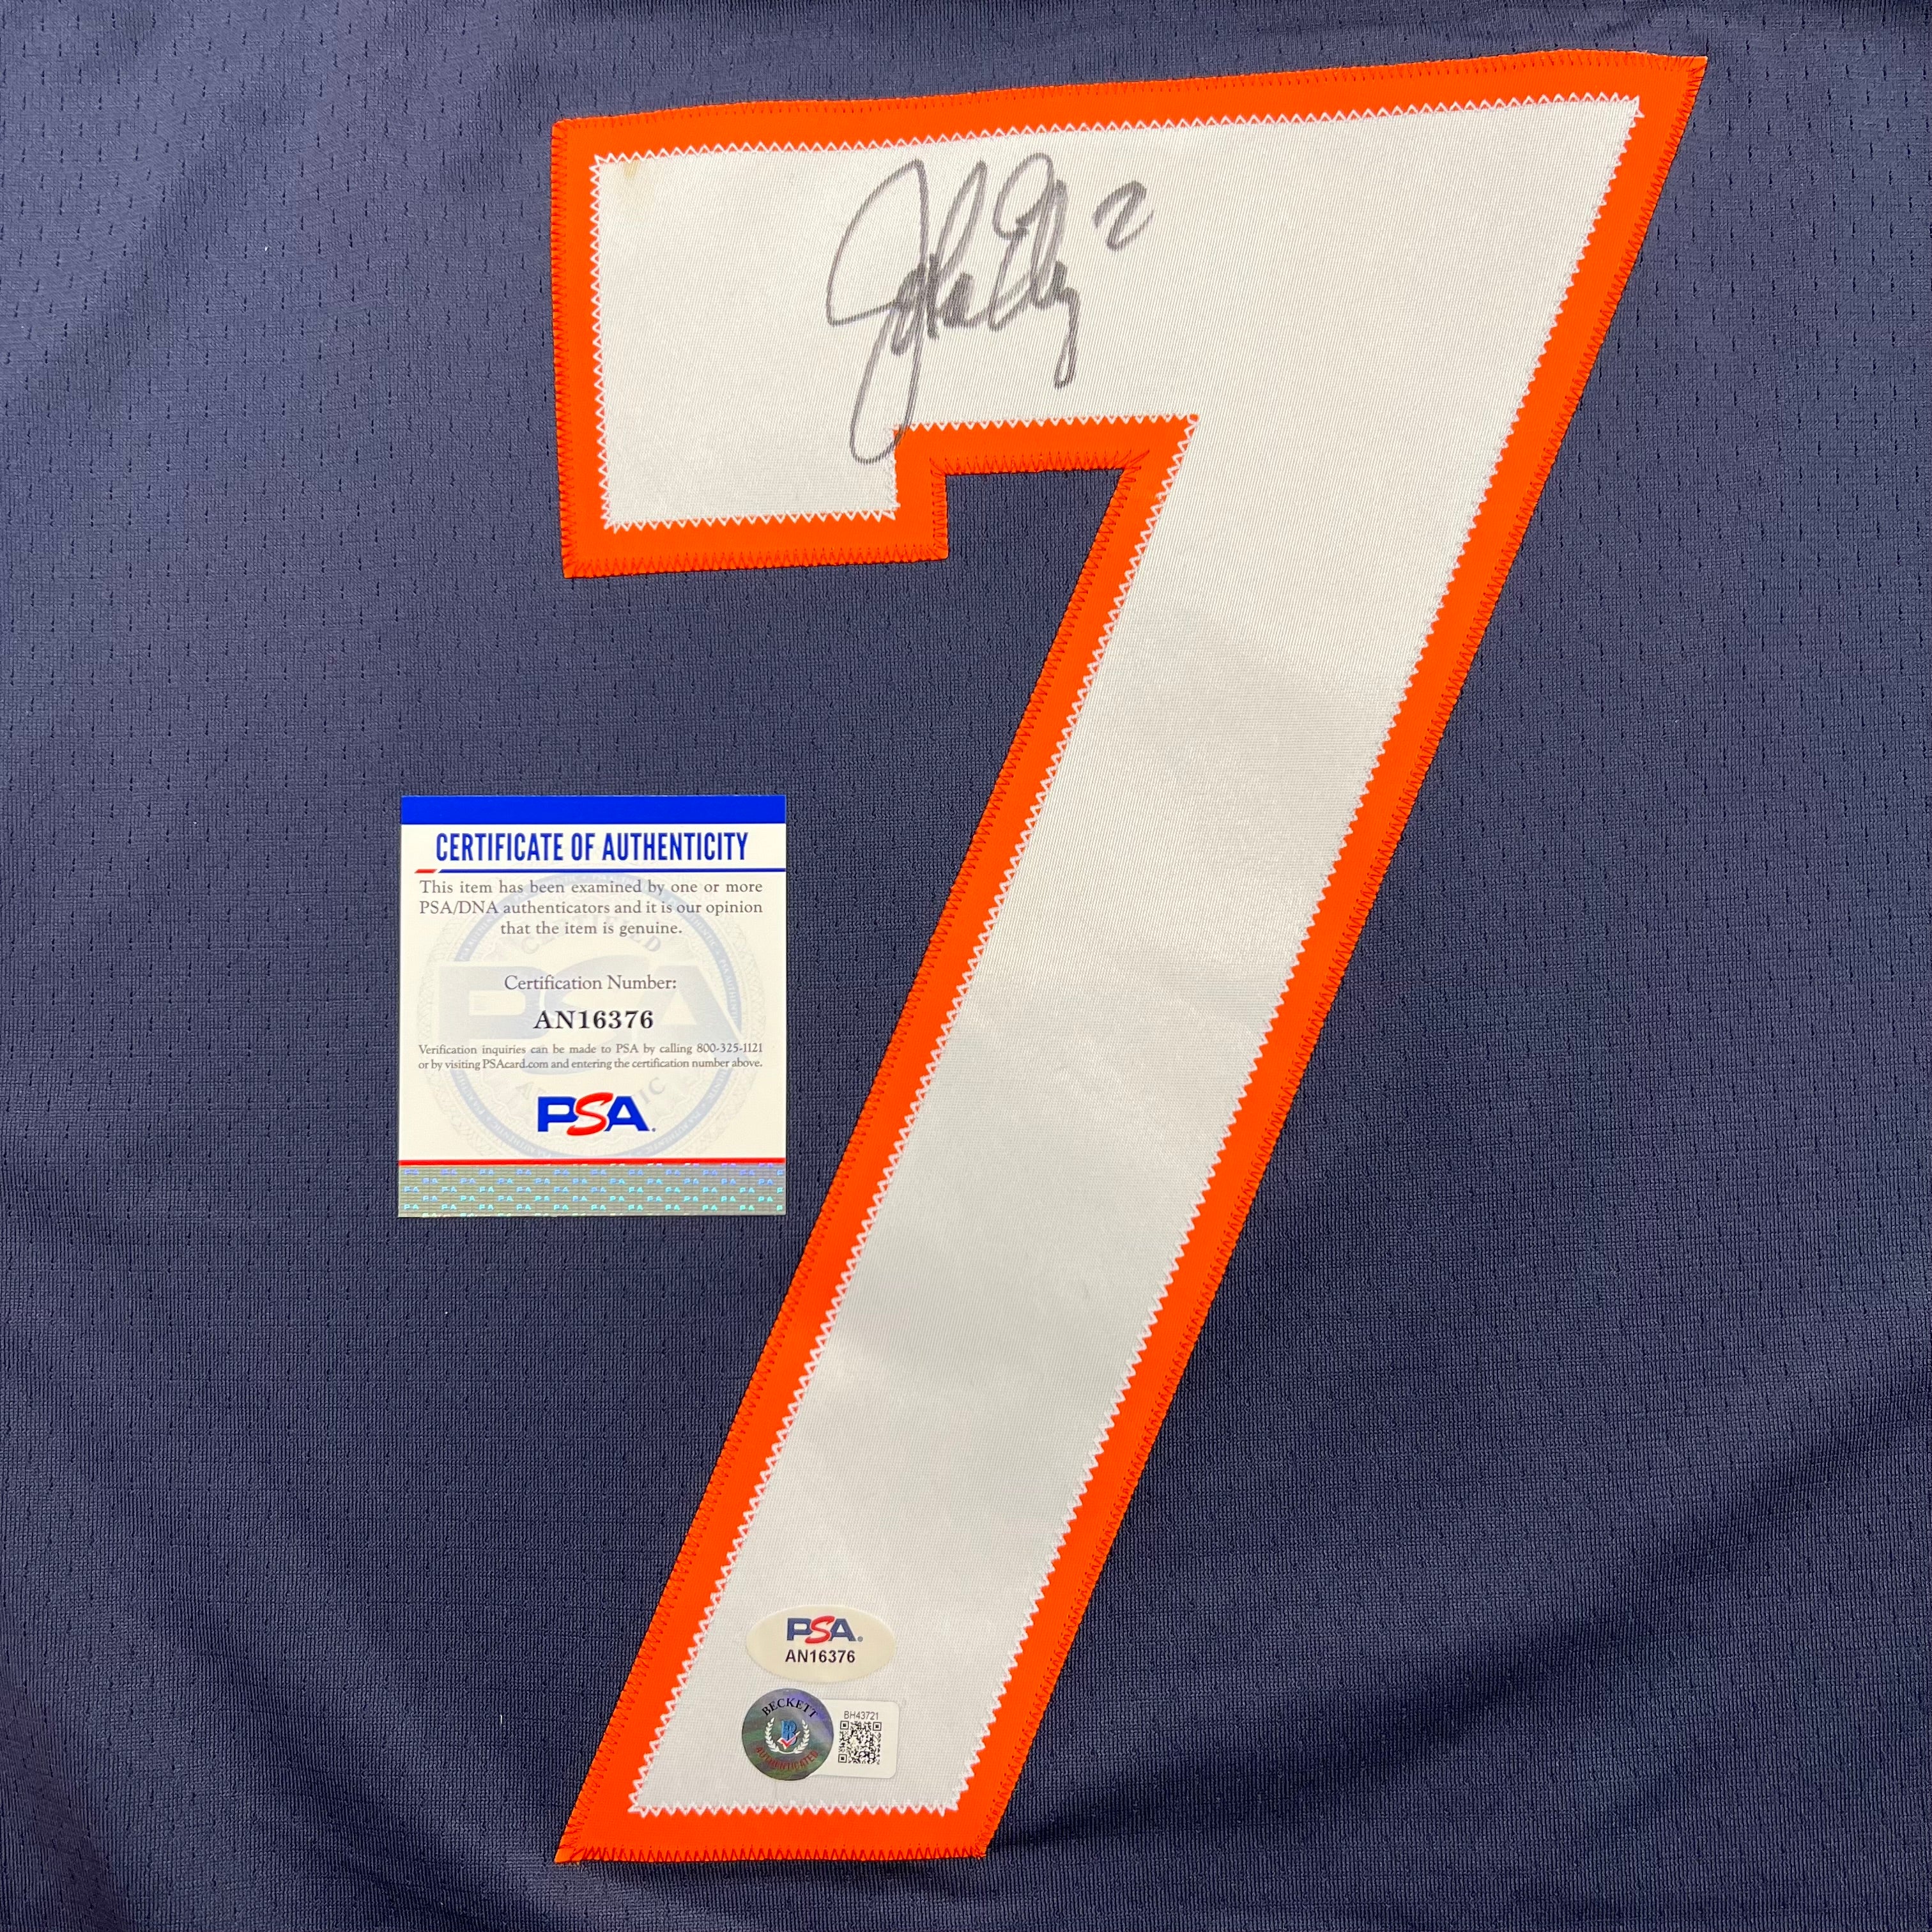 John Elway 7
7
CERTIFICATE OF AUTHENTICITY
This item has been examined by one or more
PSA/DNA authenticators and it is our opinion
that the item is genuine.
Certification Number:
AN16376
Verification inquiries can be made to PSA by calling 800-325-1121
or by visiting PSAcard.com and entering the certification number above.
PSA
PSA
AN16376
BECKETT
AUTHENTICATED
BH43721